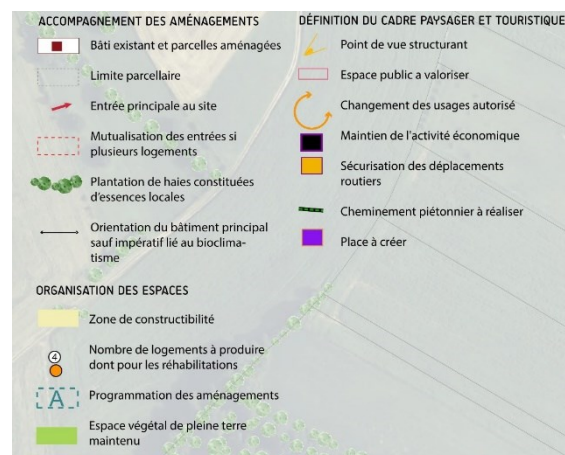 ACCOMPAGNEMENT DES AMÉNAGEMENTS
Bâti existant et parcelles aménagées
Limite parcellaire
Entrée principale au site
Mutualisation des entrées si
plusieurs logements
Plantation de haies constituées
d'essences locales
Orientation du bâtiment principal
sauf impératif lié au bioclima-
tisme
ORGANISATION DES ESPACES
Zone de constructibilité
4
Nombre de logements à produire
dont pour les réhabilitations
A
Programmation des aménagements
Espace végétal de pleine terre
maintenu
DÉFINITION DU CADRE PAYSAGER ET TOURISTIQUE
Point de vue structurant
Espace public a valoriser
Changement des usages autorisé
Maintien de l'activité économique
Sécurisation des déplacements
routiers
Cheminement piétonnier à réaliser
Place à créer